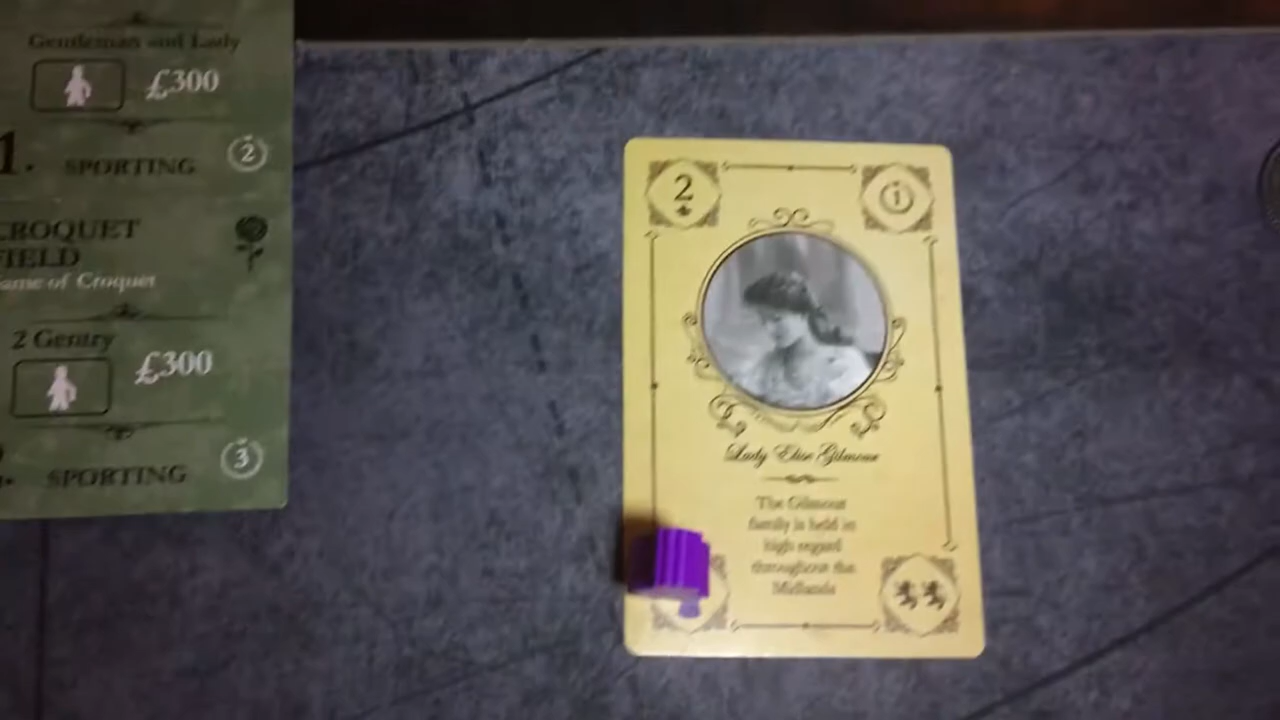 Gentleman and Lady
£300
1. SPORTING 2
CROQUET
FIELD
Game of Croquet
2 Gentry
£300
SPORTING 3
2
1
Lady Elise Gilmour
The Gilmour
family is held in
high regard
throughout the
Midlands